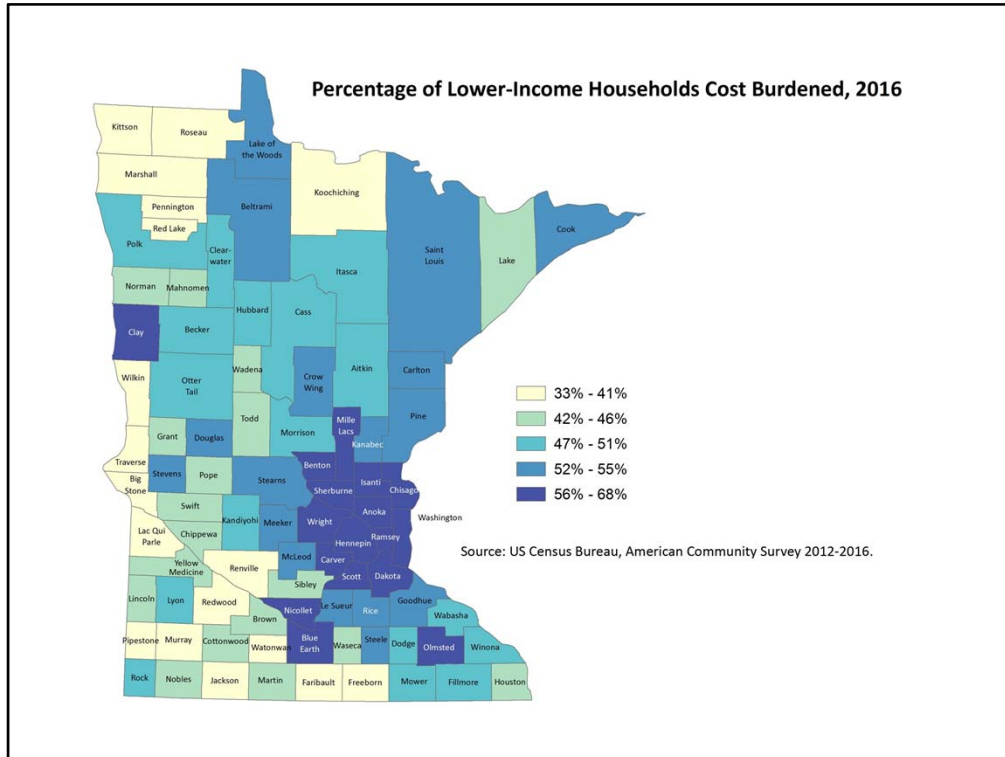 Percentage of Lower-Income Households Cost Burdened, 2016
Kittson
Roseau
Lake of
the Woods
Marshall
Koochiching
Pennington
Beltrami
Red Lake
Polk
Clear-
water
Saint
Louis
Lake
Cook
Itasca
Norman
Mahnomen
Hubbard
Cass
Clay
Becker
Aitkin
Wadena
Crow
Wing
Carlton
Wilkin
Otter
Tail
Pine
Todd
Mille
Lacs
Grant
Douglas
Morrison
Kanabec
Traverse
Big
Stone
Stevens
Pope
Stearns
Benton
Isanti
Sherburne
Chisago
Swift
Anoka
Washington
Kandiyohi
Meeker
Wright
Lac Qui
Parle
Chippewa
Hennepin
Ramsey
Yellow
Medicine
Renville
McLeod
Carver
Scott
Dakota
Sibley
Lincoln
Lyon
Redwood
Nicollet
Le Sueur
Rice
Goodhue
Brown
Wabasha
Pipestone
Murray
Cottonwood
Watonwan
Blue
Earth
Waseca
Steele
Dodge
Olmsted
Winona
Rock
Nobles
Jackson
Martin
Faribault
Freeborn
Mower
Fillmore
Houston
33% - 41%
42% - 46%
47% - 51%
52% - 55%
56% - 68%
Source: US Census Bureau, American Community Survey 2012-2016.